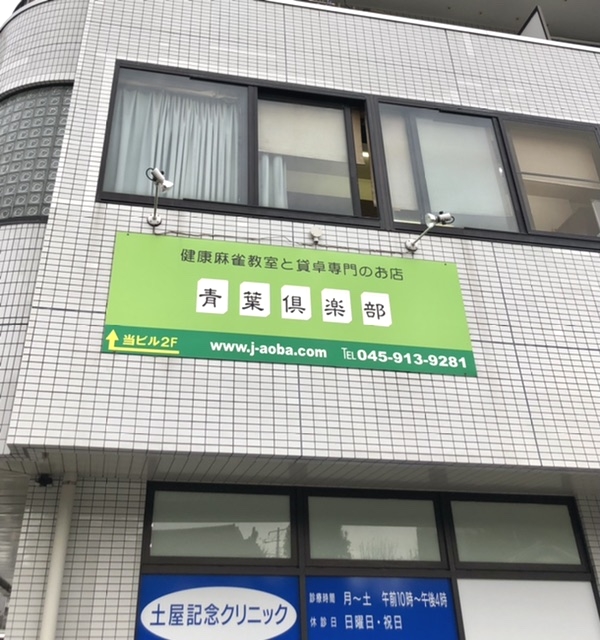 健康麻雀教室と貸卓専門のお店
青葉倶楽部
当ビル2F
www.j-aoba.com TEL045-913-9281
土屋記念クリニック
診療時間 月～土 午前10時～午後4時
休診日 日曜日・祝日